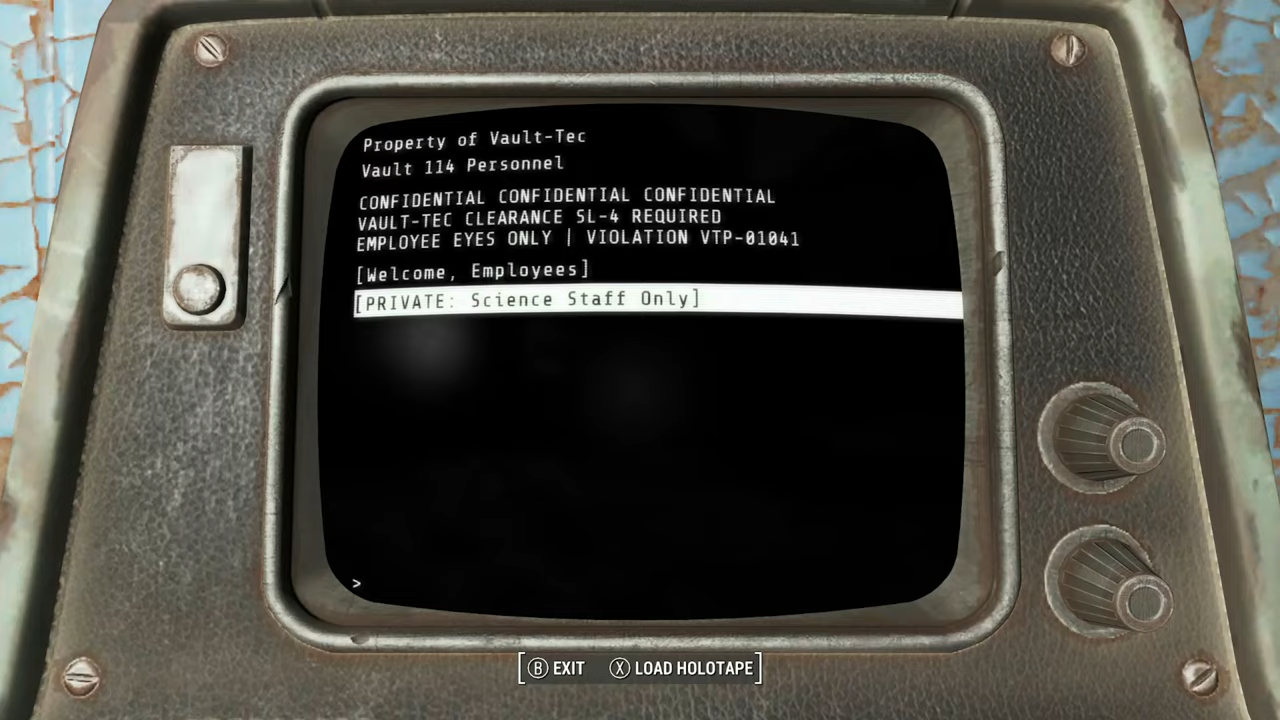 Property of Vault-Tec
Vault 114 Personnel
CONFIDENTIAL CONFIDENTIAL CONFIDENTIAL
VAULT-TEC CLEARANCE SL-4 REQUIRED
EMPLOYEE EYES ONLY | VIOLATION VTP-01041
[Welcome, Employees]
[PRIVATE: Science Staff Only]
>
[Ⓑ EXIT Ⓧ LOAD HOLOTAPE]